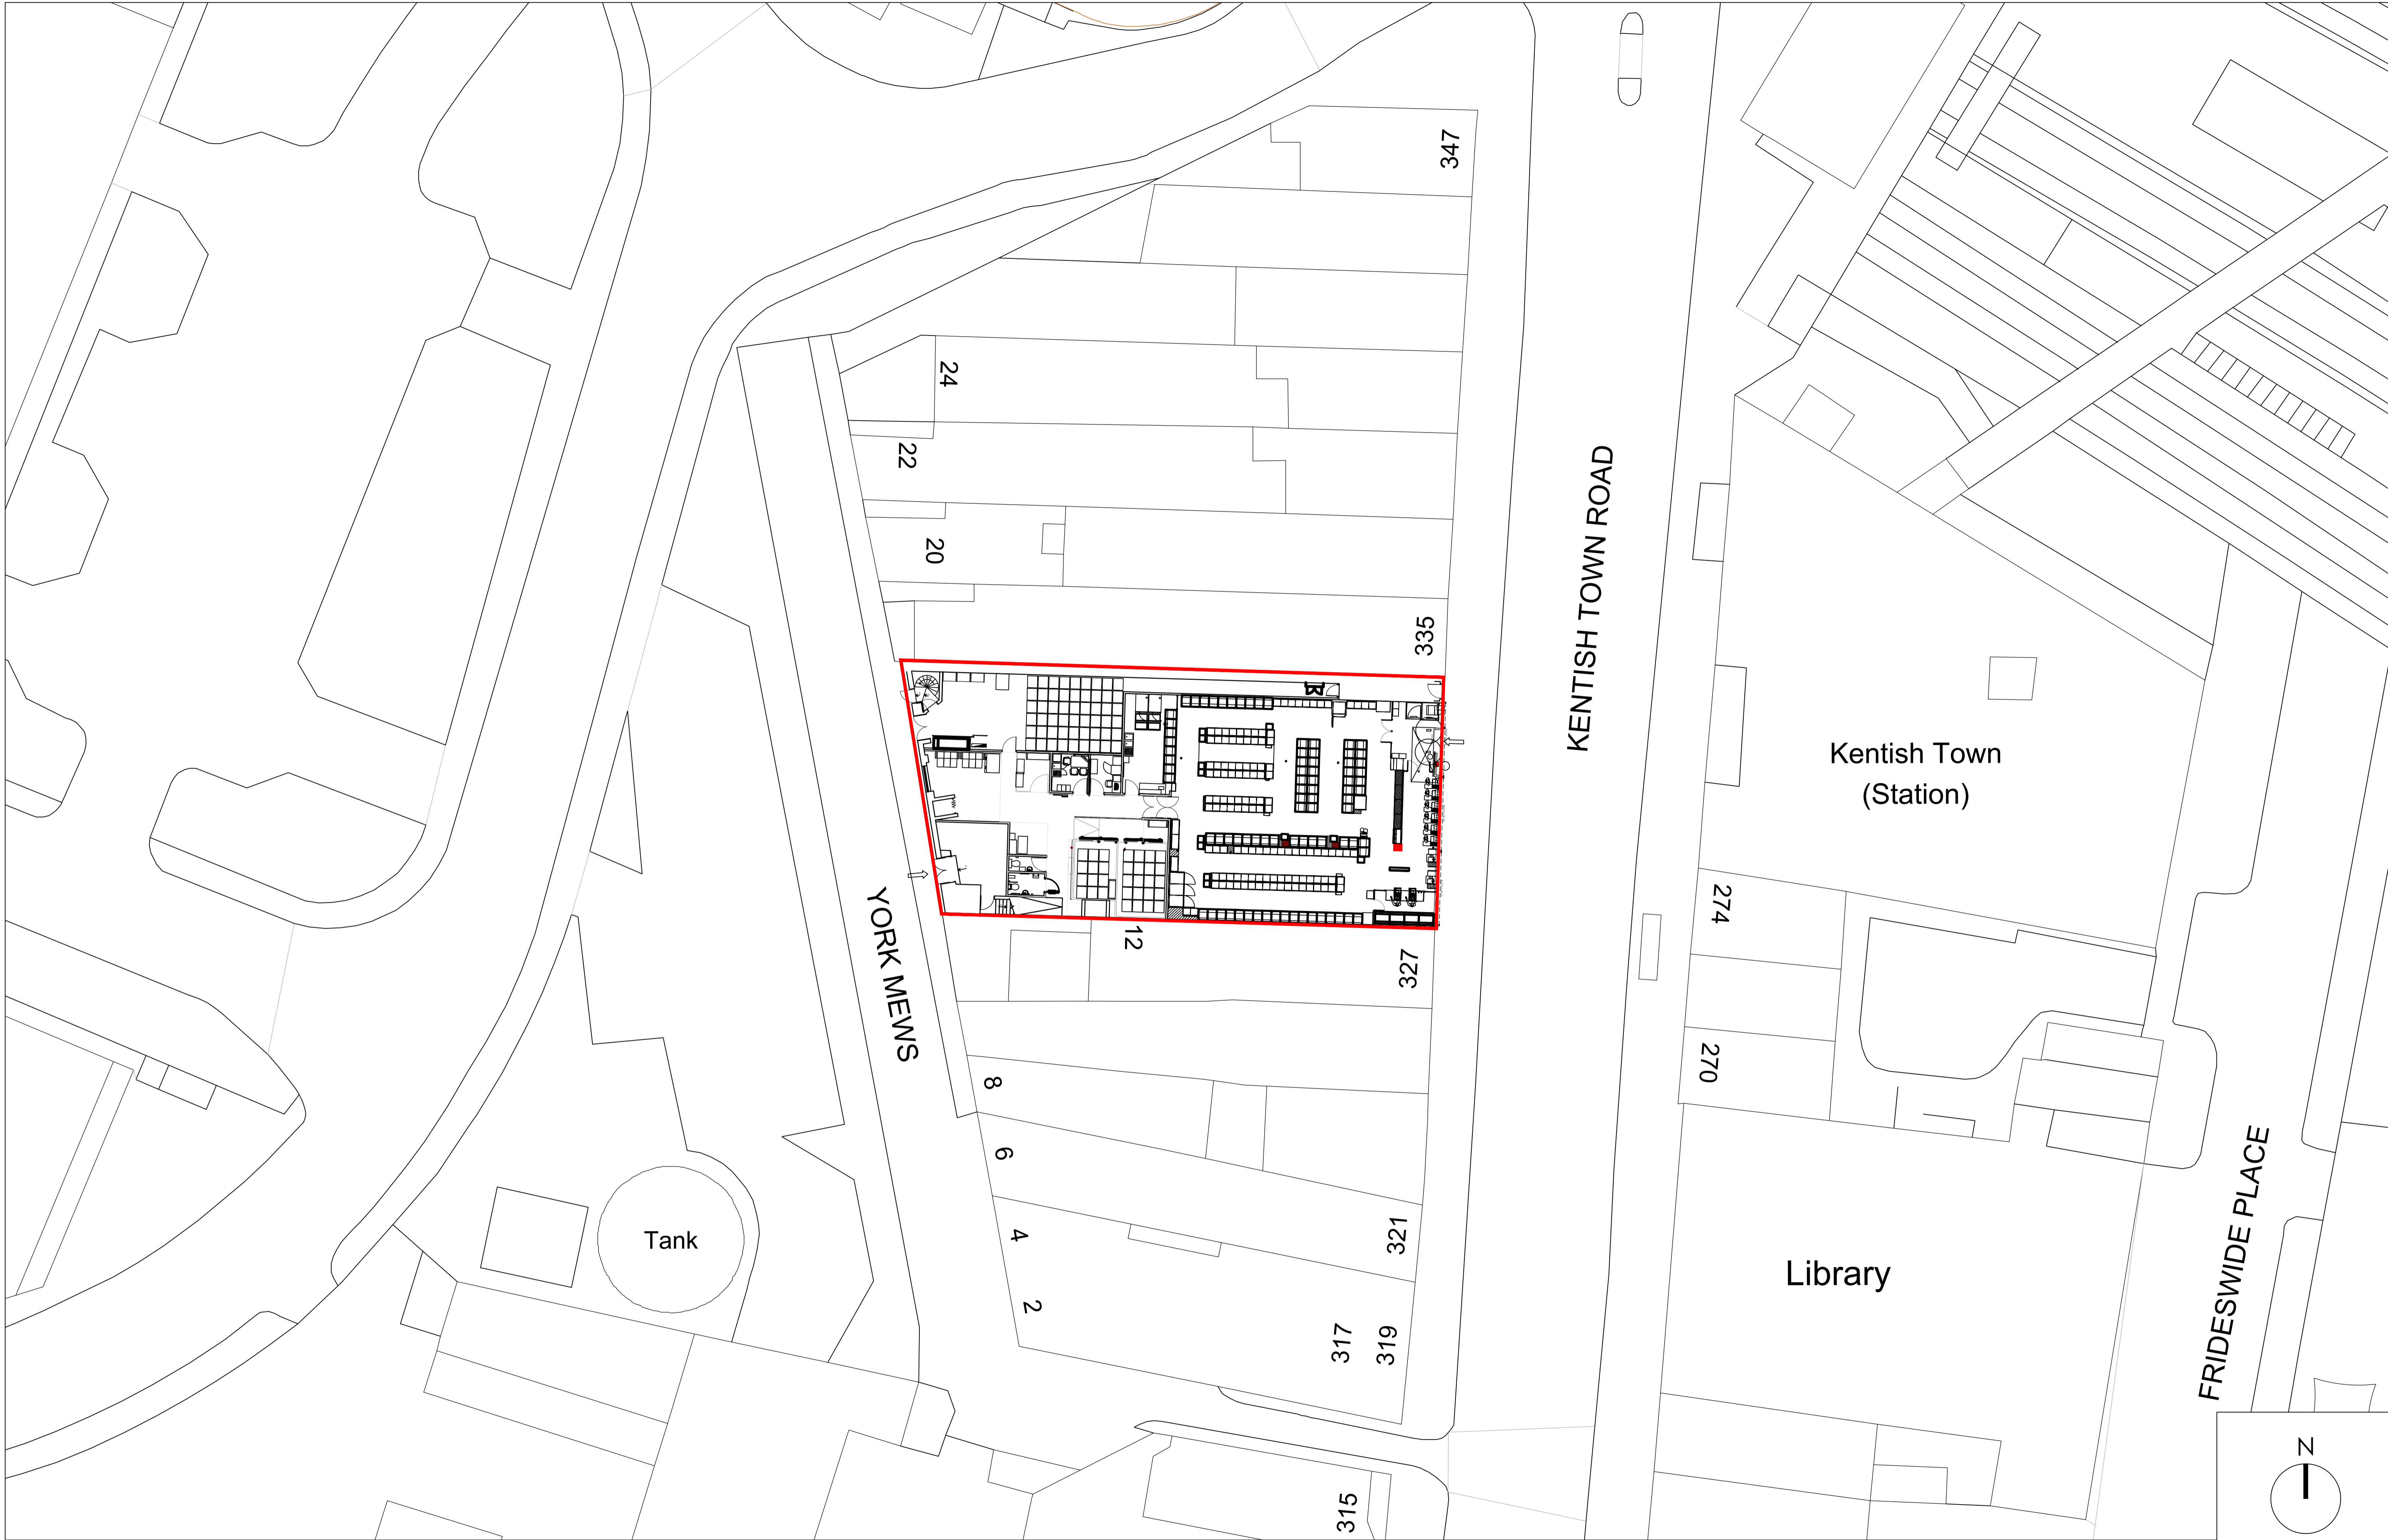 347
24
22
20
335
KENTISH TOWN ROAD
R
Kentish Town
(Station)
12
327
274
YORK MEWS
270
8
6
4
2
321
317
319
Tank
Library
FRIDESWIDE PLACE
315
N